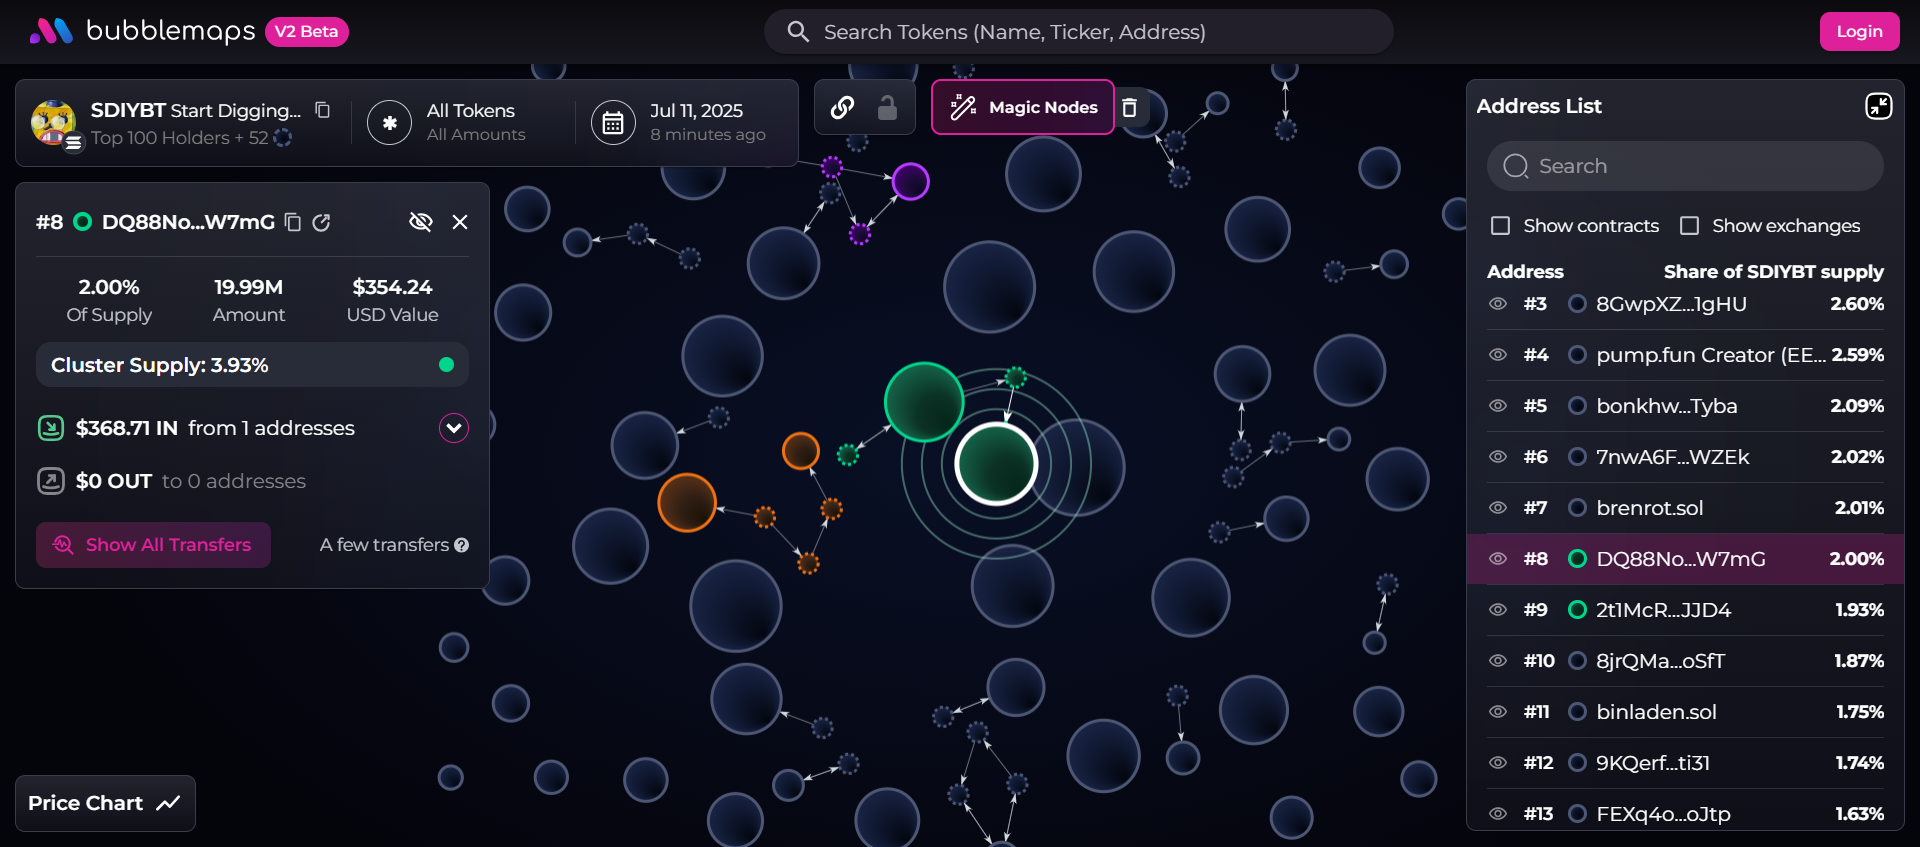 bubblemaps V2 Beta
Search Tokens (Name, Ticker, Address)
Login
SDIYBT Start Digging...
Top 100 Holders + 52
All Tokens
All Amounts
Jul 11, 2025
8 minutes ago
Magic Nodes
#8 DQ88No...W7mG
2.00% 19.99M $354.24
Of Supply Amount USD Value
Cluster Supply: 3.93%
$368.71 IN from 1 addresses
$0 OUT to 0 addresses
Show All Transfers A few transfers ?
Price Chart
Address List
Search
Show contracts Show exchanges
Address Share of SDIYBT supply
#3 8GwpXZ...1gHU 2.60%
#4 pump.fun Creator (EE... 2.59%
#5 bonkhw...Tyba 2.09%
#6 7nwA6F...WZEk 2.02%
#7 brenrot.sol 2.01%
#8 DQ88No...W7mG 2.00%
#9 2t1McR...JJD4 1.93%
#10 8jrQMa...oSfT 1.87%
#11 binladen.sol 1.75%
#12 9KQerf...ti31 1.74%
#13 FEXq4o...oJtp 1.63%